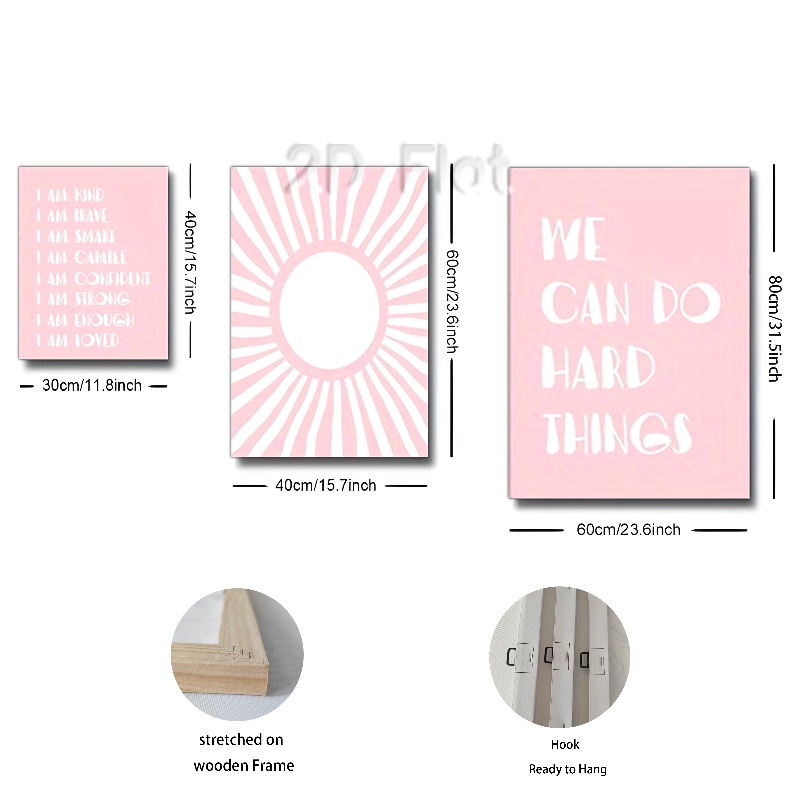 2D Flat
I AM KIND
I AM BRAVE
I AM SMART
I AM CAPABLE
I AM CONFIDENT
I AM STRONG
I AM ENOUGH
I AM LOVED
40cm/15.7inch
30cm/11.8inch
60cm/23.6inch
40cm/15.7inch
WE
CAN DO
HARD
THINGS
80cm/31.5inch
60cm/23.6inch
stretched on
wooden Frame
Hook
Ready to Hang